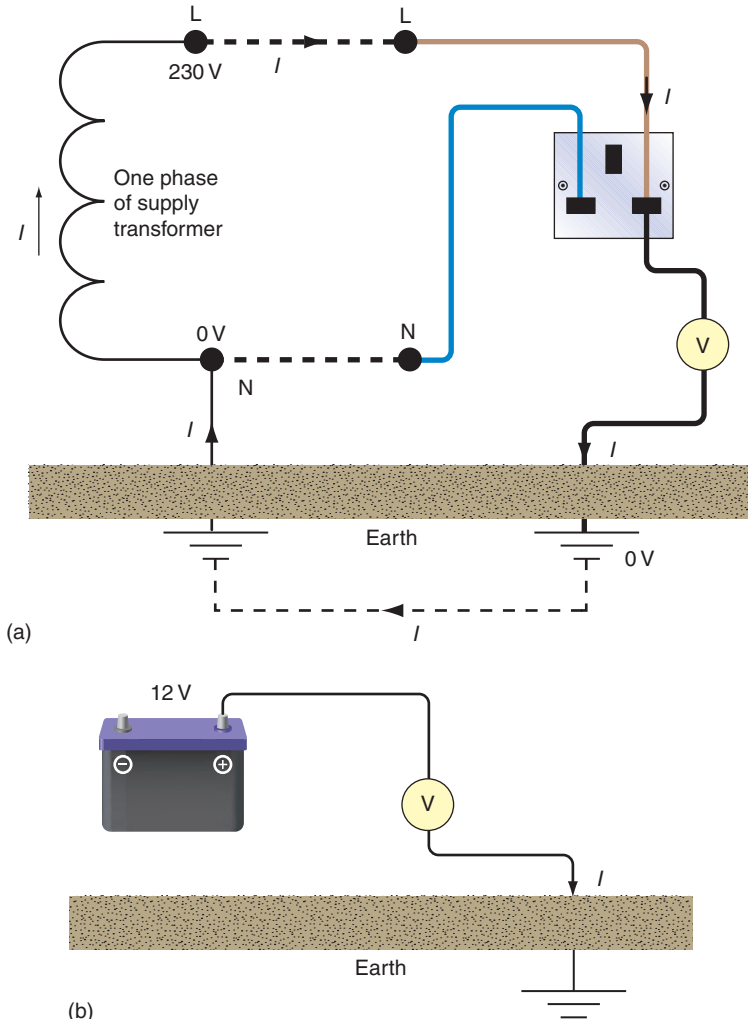 L
L
230 V
I
I
One phase
of supply
transformer
I
0 V
N
N
V
I
I
Earth
0 V
I
(a)
12 V
− +
V
I
Earth
(b)